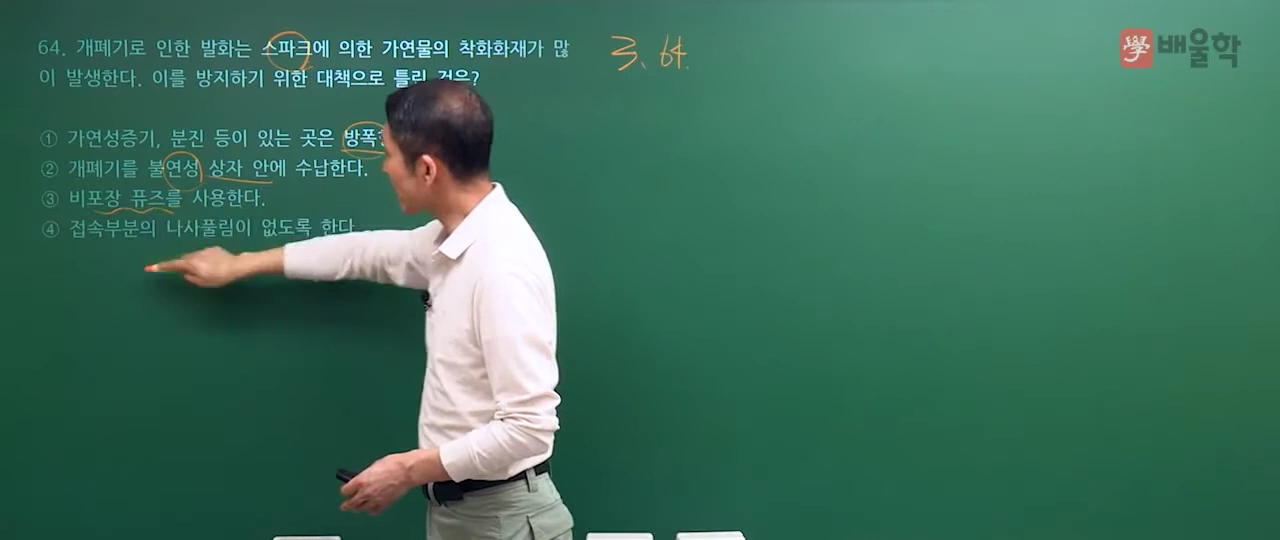 64. 개폐기로 인한 발화는 스파크에 의한 가연물의 착화화재가 많
이 발생한다. 이를 방지하기 위한 대책으로 틀린 것은?
① 가연성증기, 분진 등이 있는 곳은 방폭
② 개폐기를 불연성 상자 안에 수납한다.
③ 비포장 퓨즈를 사용한다.
④ 접속부분의 나사풀림이 없도록 한다
3.
學 배울학